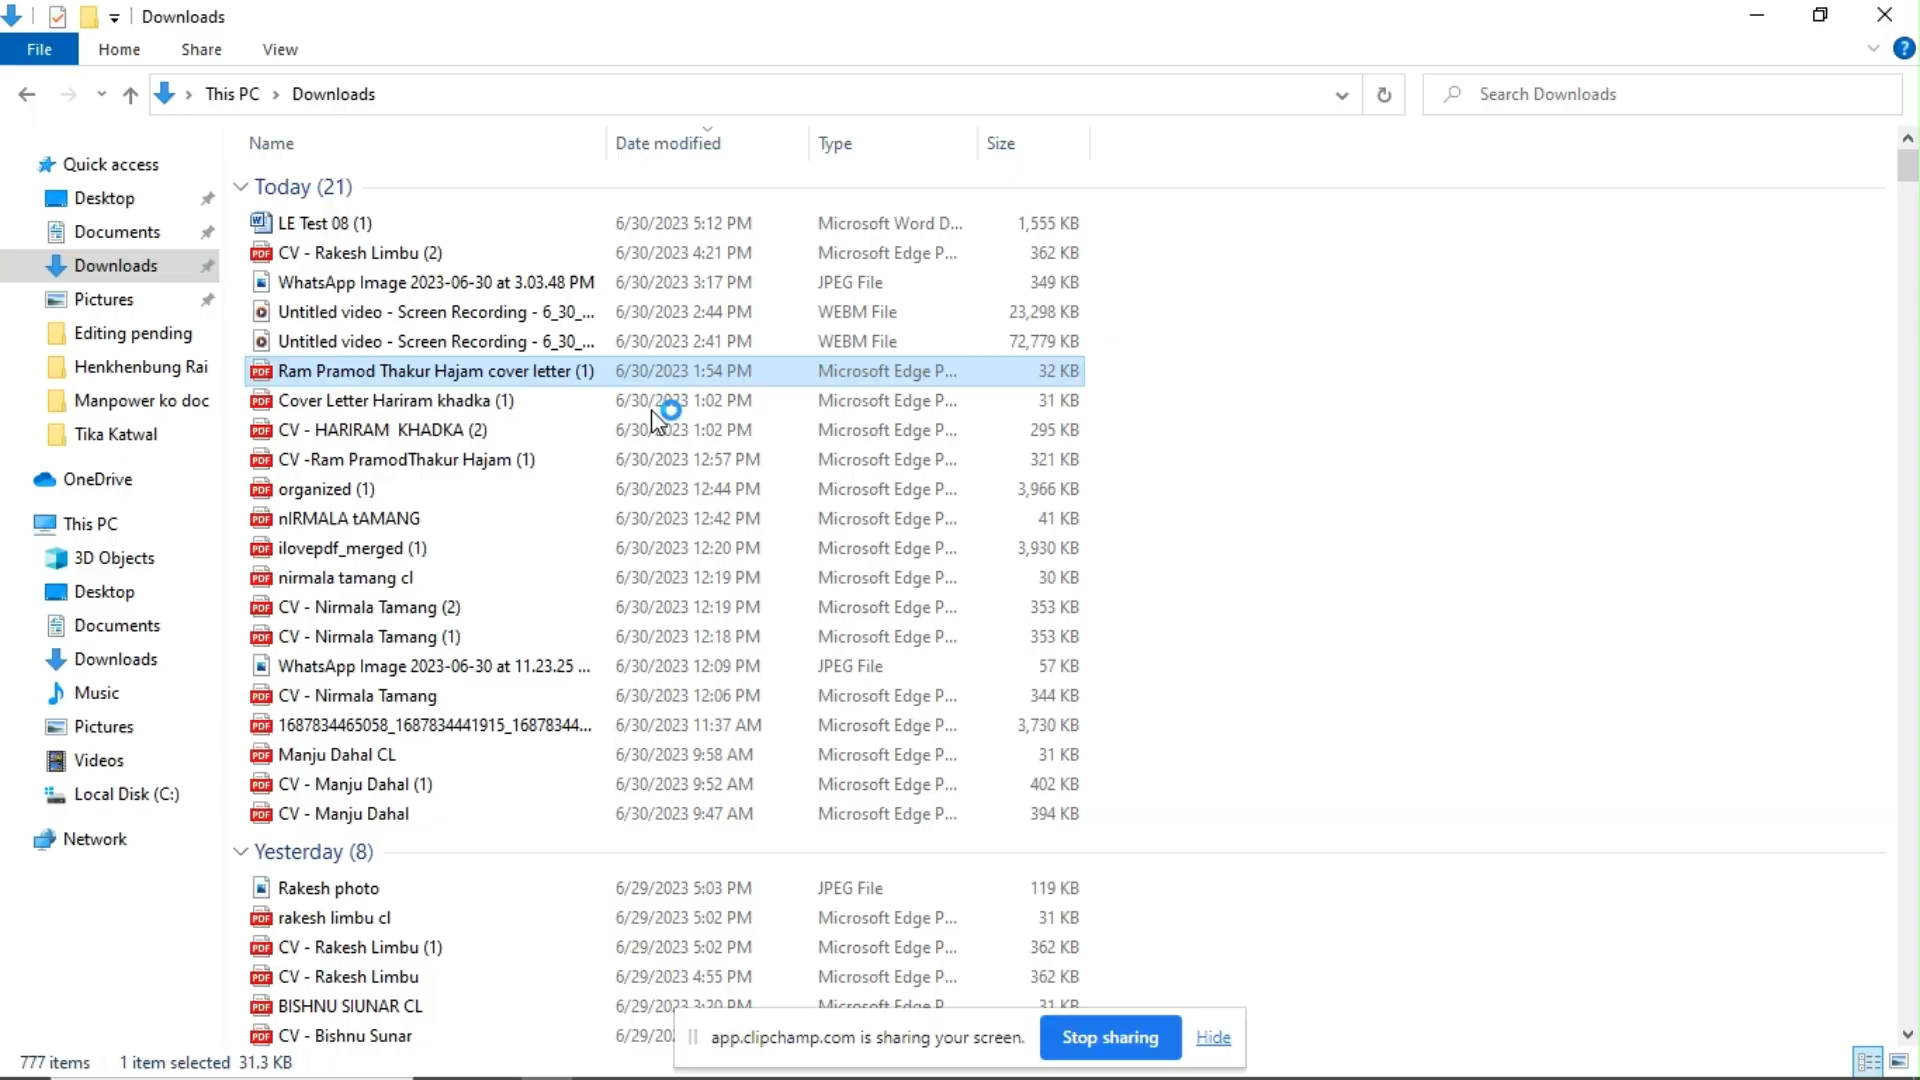 Downloads
File Home Share View
This PC > Downloads
Search Downloads
Name Date modified Type Size
Quick access
Desktop
Documents
Downloads
Pictures
Editing pending
Henkhenbung Rai
Manpower ko doc
Tika Katwal
OneDrive
This PC
3D Objects
Desktop
Documents
Downloads
Music
Pictures
Videos
Local Disk (C:)
Network
Today (21)
LE Test 08 (1) 6/30/2023 5:12 PM Microsoft Word D... 1,555 KB
CV - Rakesh Limbu (2) 6/30/2023 4:21 PM Microsoft Edge P... 362 KB
WhatsApp Image 2023-06-30 at 3.03.48 PM 6/30/2023 3:17 PM JPEG File 349 KB
Untitled video - Screen Recording - 6_30_... 6/30/2023 2:44 PM WEBM File 23,298 KB
Untitled video - Screen Recording - 6_30_... 6/30/2023 2:41 PM WEBM File 72,779 KB
Ram Pramod Thakur Hajam cover letter (1) 6/30/2023 1:54 PM Microsoft Edge P... 32 KB
Cover Letter Hariram khadka (1) 6/30/2023 1:02 PM Microsoft Edge P... 31 KB
CV - HARIRAM KHADKA (2) 6/30/2023 1:02 PM Microsoft Edge P... 295 KB
CV -Ram PramodThakur Hajam (1) 6/30/2023 12:57 PM Microsoft Edge P... 321 KB
organized (1) 6/30/2023 12:44 PM Microsoft Edge P... 3,966 KB
nIRMALA tAMANG 6/30/2023 12:42 PM Microsoft Edge P... 41 KB
ilovepdf_merged (1) 6/30/2023 12:20 PM Microsoft Edge P... 3,930 KB
nirmala tamang cl 6/30/2023 12:19 PM Microsoft Edge P... 30 KB
CV - Nirmala Tamang (2) 6/30/2023 12:19 PM Microsoft Edge P... 353 KB
CV - Nirmala Tamang (1) 6/30/2023 12:18 PM Microsoft Edge P... 353 KB
WhatsApp Image 2023-06-30 at 11.23.25 ... 6/30/2023 12:09 PM JPEG File 57 KB
CV - Nirmala Tamang 6/30/2023 12:06 PM Microsoft Edge P... 344 KB
1687834465058_1687834441915_16878344... 6/30/2023 11:37 AM Microsoft Edge P... 3,730 KB
Manju Dahal CL 6/30/2023 9:58 AM Microsoft Edge P... 31 KB
CV - Manju Dahal (1) 6/30/2023 9:52 AM Microsoft Edge P... 402 KB
CV - Manju Dahal 6/30/2023 9:47 AM Microsoft Edge P... 394 KB
Yesterday (8)
Rakesh photo 6/29/2023 5:03 PM JPEG File 119 KB
rakesh limbu cl 6/29/2023 5:02 PM Microsoft Edge P... 31 KB
CV - Rakesh Limbu (1) 6/29/2023 5:02 PM Microsoft Edge P... 362 KB
CV - Rakesh Limbu 6/29/2023 4:55 PM Microsoft Edge P... 362 KB
BISHNU SIUNAR CL 6/29/2023 3:20 PM Microsoft Edge P 31 KB
CV - Bishnu Sunar 6/29/20
app.clipchamp.com is sharing your screen. Stop sharing Hide
777 items 1 item selected 31.3 KB